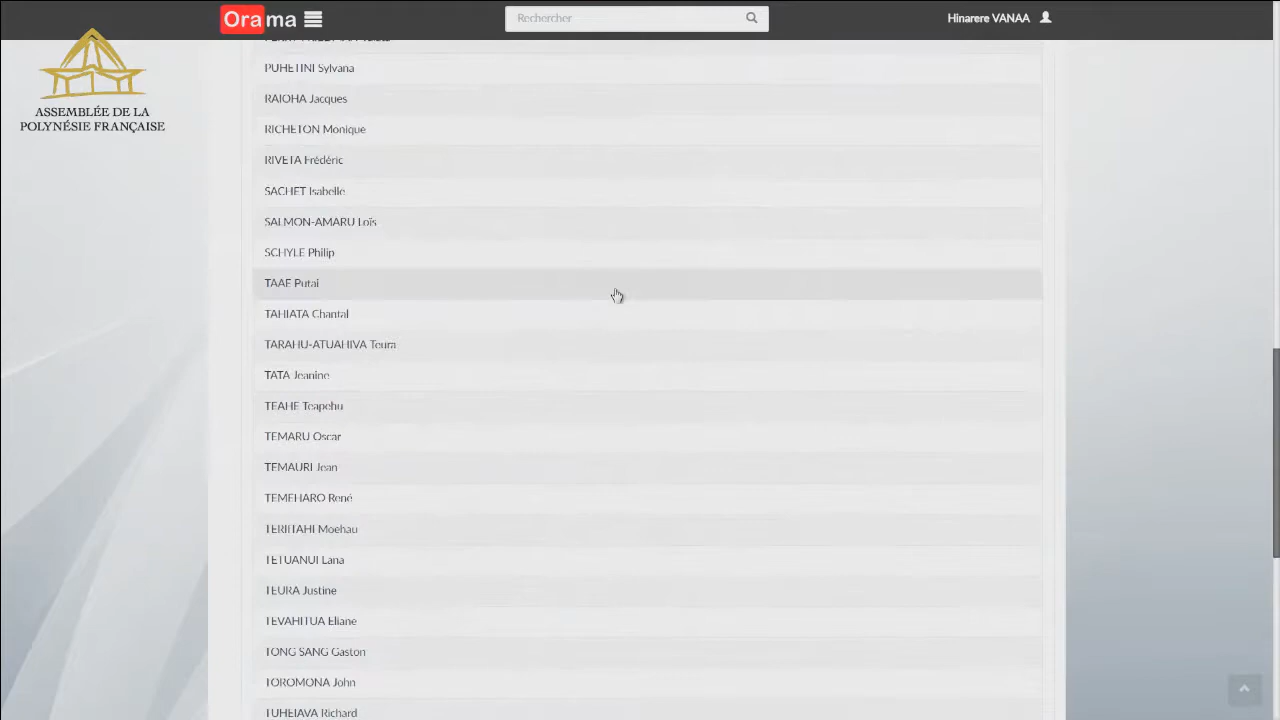 Orama
Rechercher
Hinarere VANAA
ASSEMBLÉE DE LA
POLYNÉSIE FRANÇAISE
PUHETINI Sylvana
RAIOHA Jacques
RICHETON Monique
RIVETA Frédéric
SACHET Isabelle
SALMON-AMARU Loïs
SCHYLE Philip
TAAE Putai
TAHIATA Chantal
TARAHU-ATUAHIVA Teura
TATA Jeanine
TEAHE Teapehu
TEMARU Oscar
TEMAURI Jean
TEMEHARO René
TERIITAHI Moehau
TETUANUI Lana
TEURA Justine
TEVAHITUA Eliane
TONG SANG Gaston
TOROMONA John
TUHEIAVA Richard